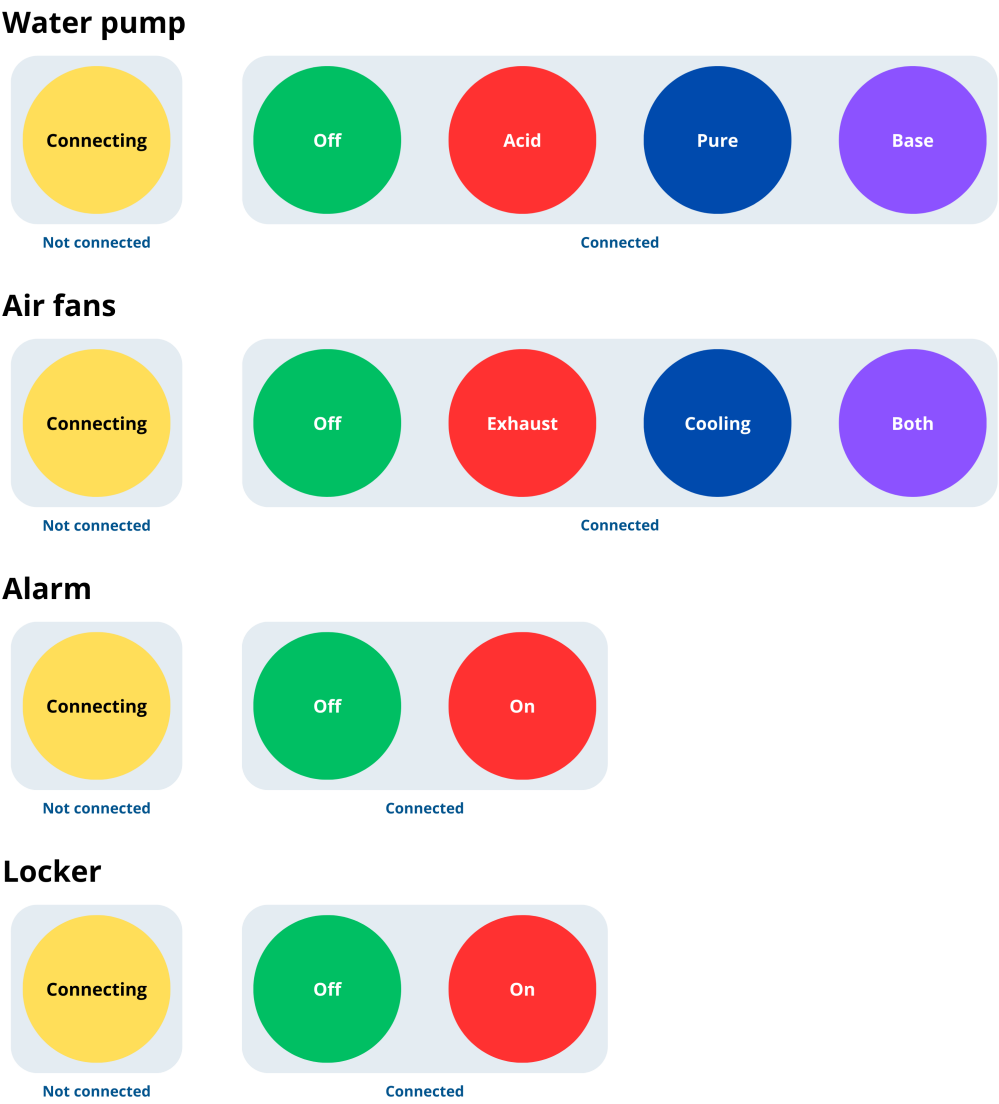 Water pump
Connecting
Off
Acid
Pure
Base
Not connected
Connected
Air fans
Connecting
Off
Exhaust
Cooling
Both
Not connected
Connected
Alarm
Connecting
Off
On
Not connected
Connected
Locker
Connecting
Off
On
Not connected
Connected